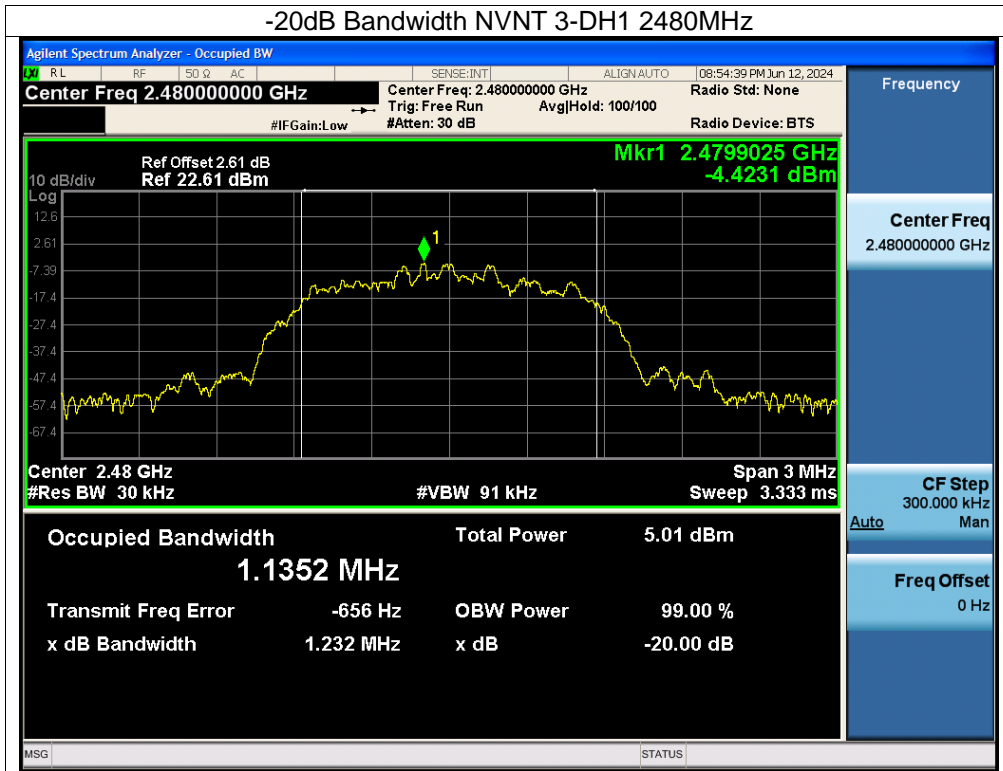 -20dB Bandwidth NVNT 3-DH1 2480MHz
Agilent Spectrum Analyzer - Occupied BW
LXI RL RF 50 Ω AC SENSE:INT ALIGN AUTO 08:54:39 PM Jun 12, 2024
Center Freq 2.480000000 GHz
Center Freq: 2.480000000 GHz Radio Std: None
Trig: Free Run Avg|Hold: 100/100
#IFGain:Low #Atten: 30 dB Radio Device: BTS
Frequency
Ref Offset 2.61 dB Mkr1 2.4799025 GHz
10 dB/div Ref 22.61 dBm -4.4231 dBm
Log
12.6
1
2.61
-7.39
-17.4
-27.4
-37.4
-47.4
-57.4
-67.4
Center 2.48 GHz Span 3 MHz
#Res BW 30 kHz #VBW 91 kHz Sweep 3.333 ms
Center Freq
2.480000000 GHz
CF Step
300.000 kHz
Auto Man
Freq Offset
0 Hz
Occupied Bandwidth Total Power 5.01 dBm
1.1352 MHz
Transmit Freq Error -656 Hz OBW Power 99.00 %
x dB Bandwidth 1.232 MHz x dB -20.00 dB
MSG STATUS